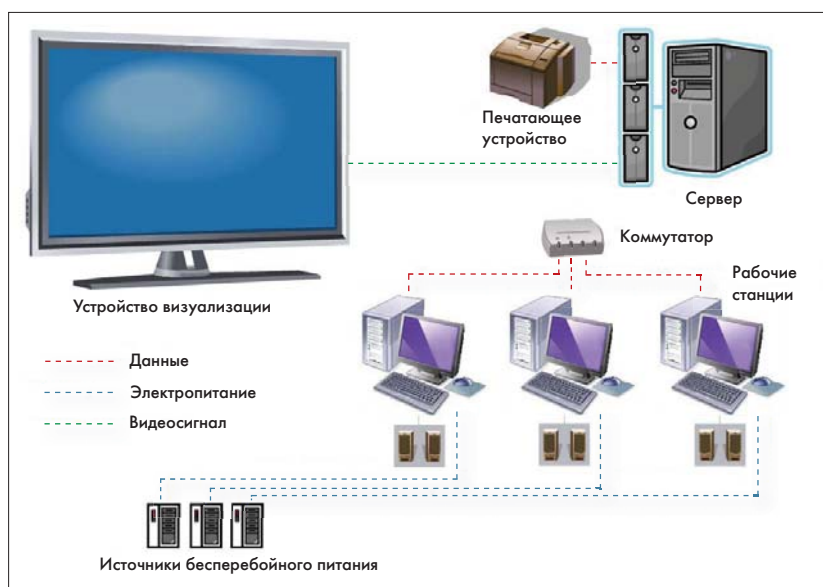 Печатающее
устройство
Сервер
Коммутатор
Рабочие
станции
Устройство визуализации
Данные
Электропитание
Видеосигнал
Источники бесперебойного питания